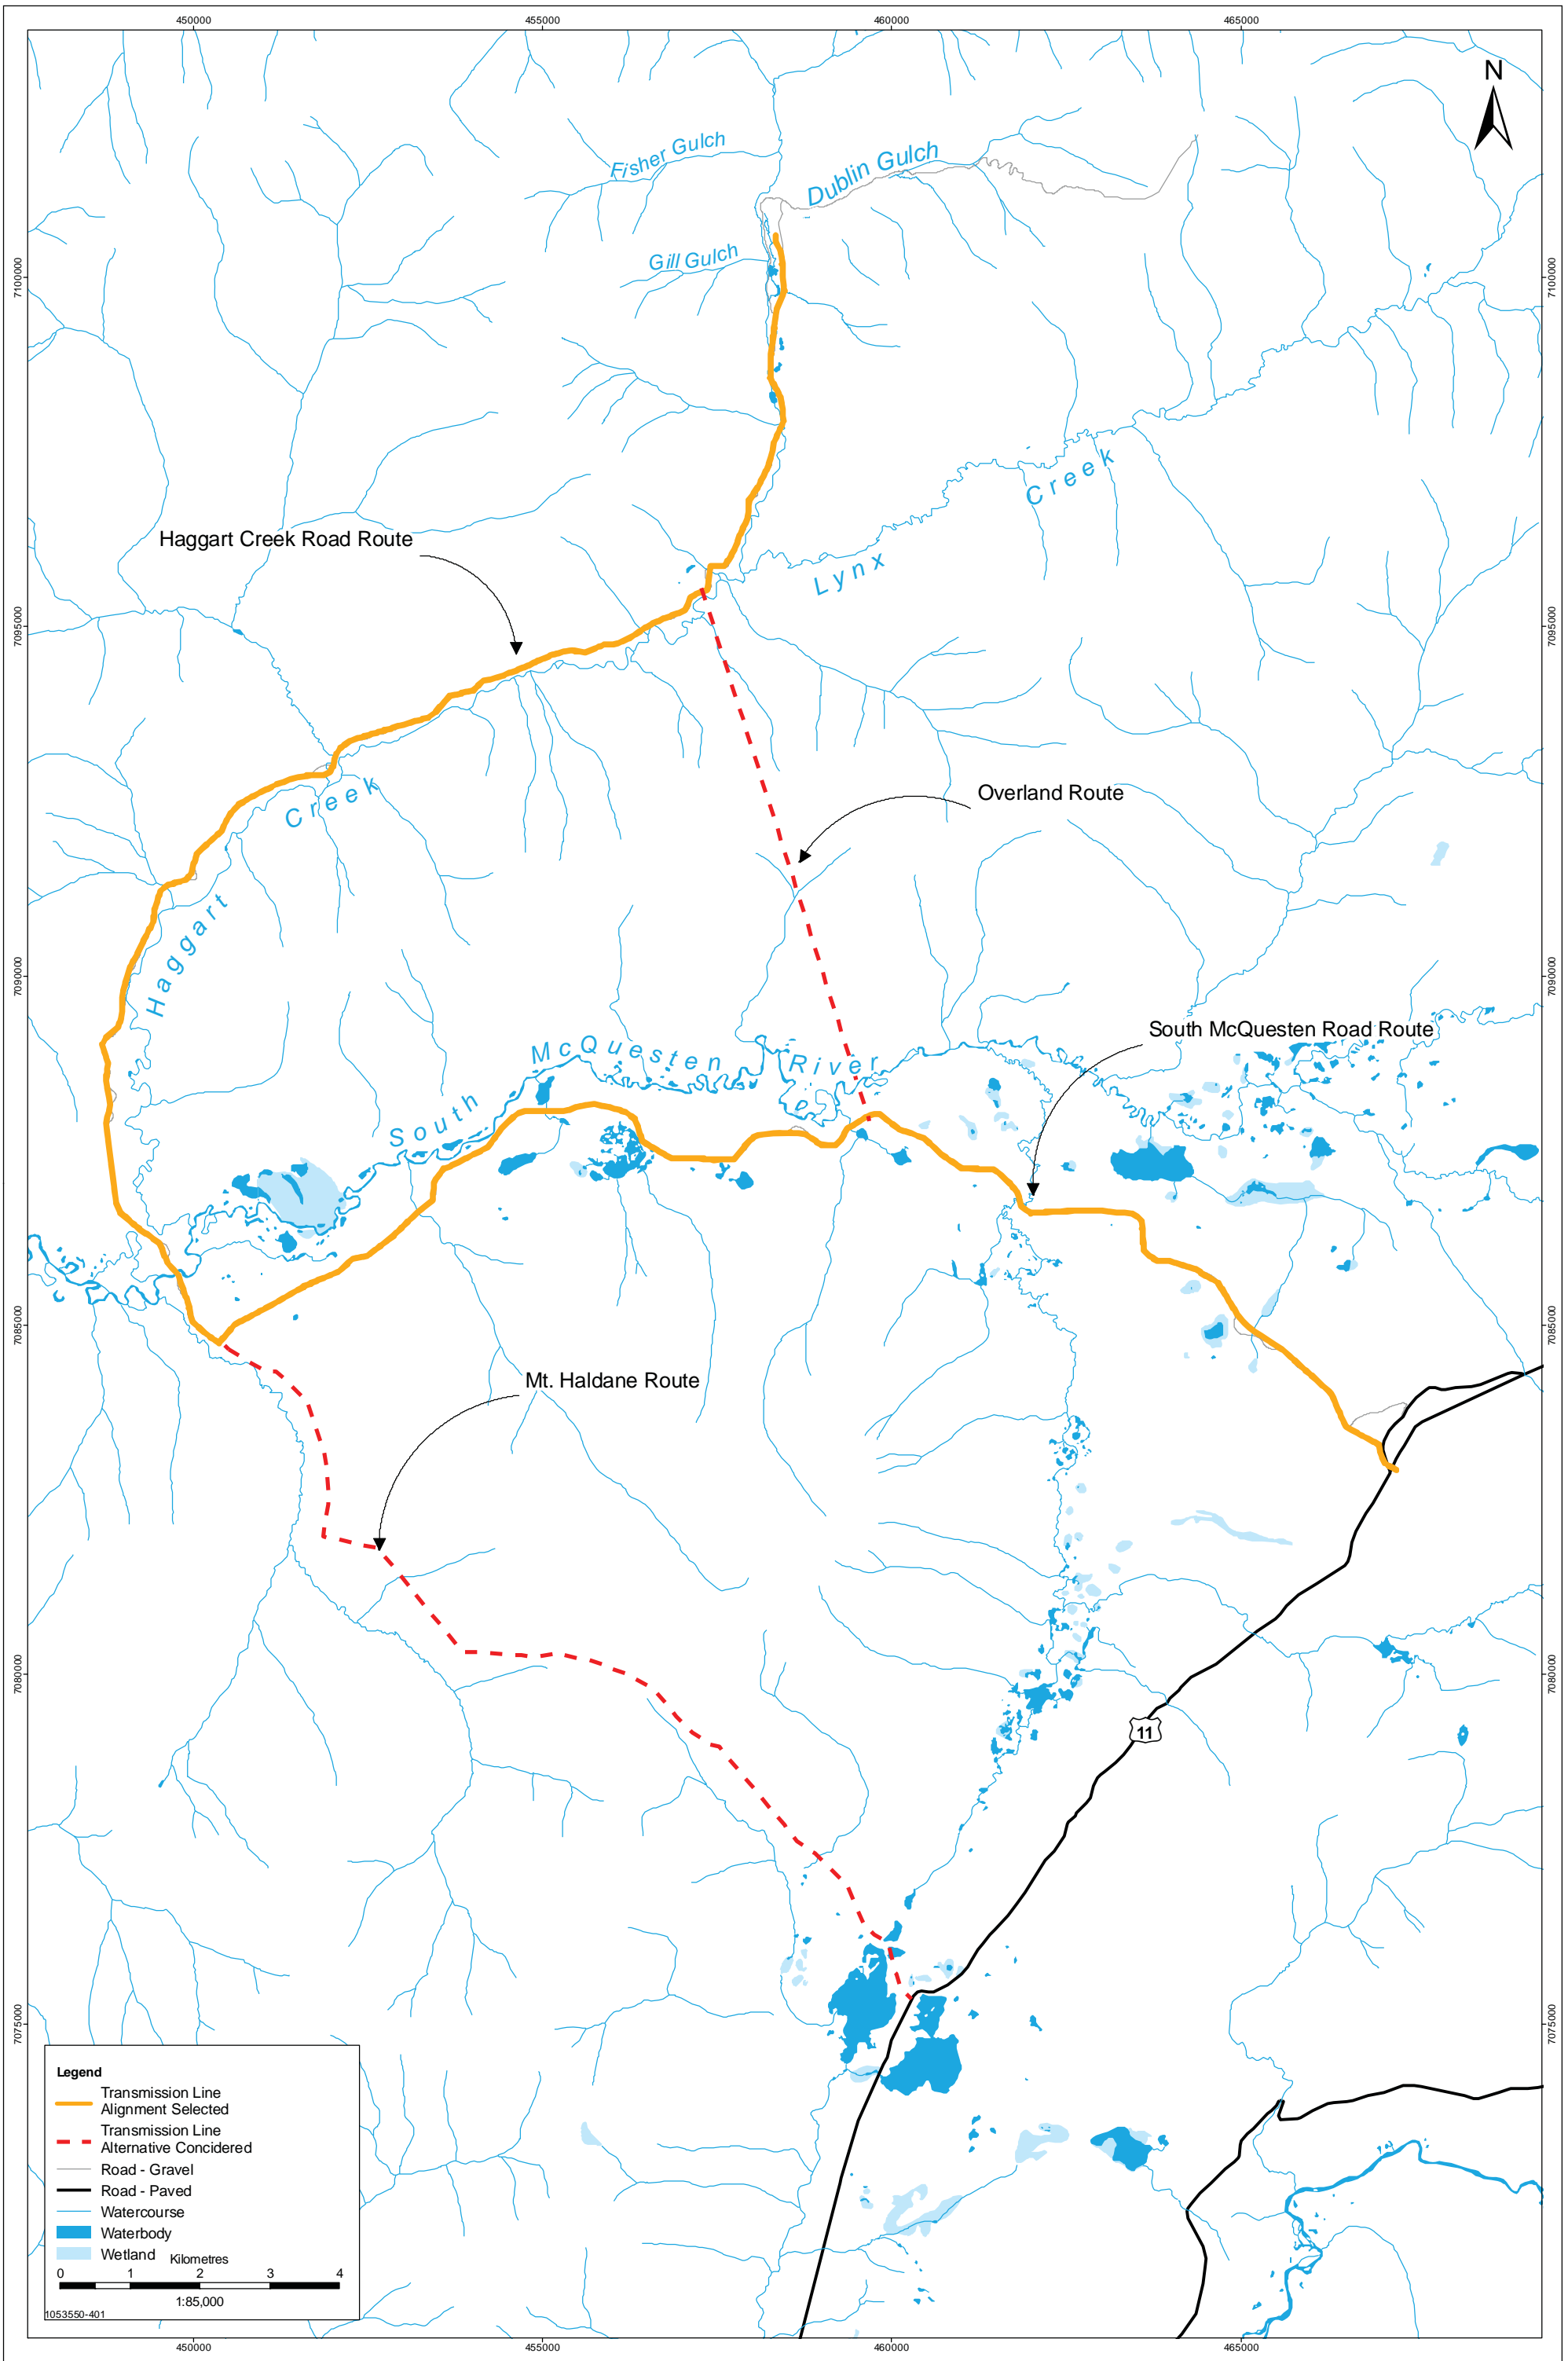 450000
455000
460000
465000
N
Fisher Gulch
Dublin Gulch
Gill Gulch
7100000
7100000
Creek
Lynx
Haggart Creek Road Route
7095000
7095000
Overland Route
Creek
Haggart
7090000
7090000
South McQuesten Road Route
South McQuesten River
7085000
7085000
Mt. Haldane Route
7080000
7080000
11
7075000
7075000
Legend
Transmission Line
Alignment Selected
Transmission Line
Alternative Concidered
Road - Gravel
Road - Paved
Watercourse
Waterbody
Wetland
Kilometres
0 1 2 3 4
1:85,000
1053550-401
450000
455000
460000
465000